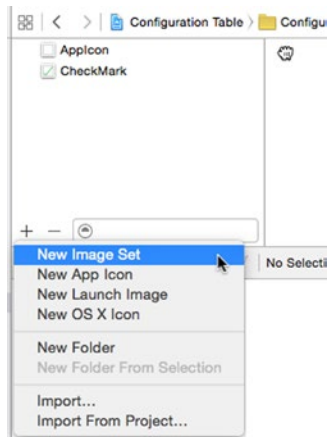 Configuration Table
Configu
AppIcon
CheckMark
New Image Set
No Selecti
New App Icon
New Launch Image
New OS X Icon
New Folder
New Folder From Selection
Import...
Import From Project...